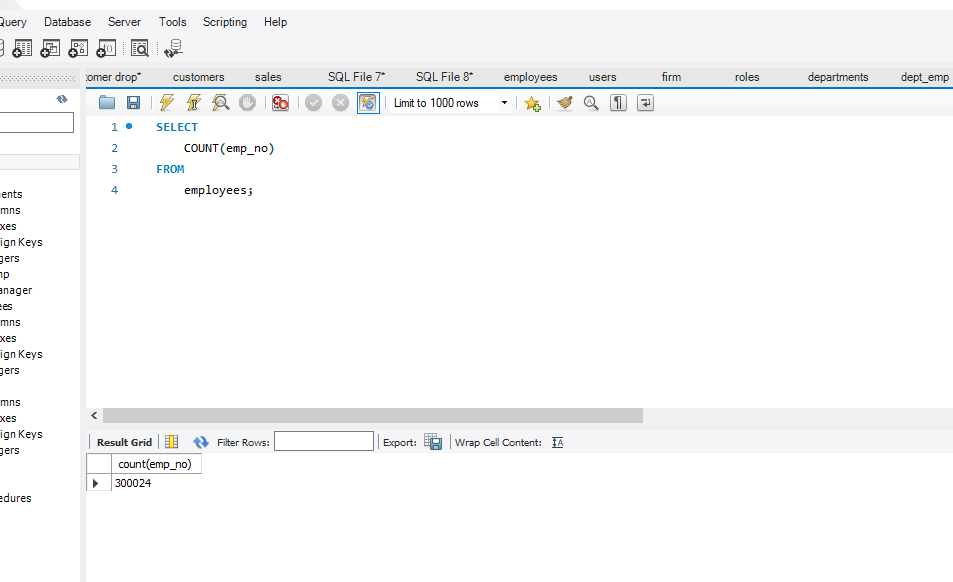 Query Database Server Tools Scripting Help
omer drop* customers sales SQL File 7* SQL File 8* employees users firm roles departments dept_emp
Limit to 1000 rows
1 SELECT
2 COUNT(emp_no)
3 FROM
4 employees;
ents
mns
xes
ign Keys
gers
mp
anager
ees
mns
xes
ign Keys
gers
mns
xes
ign Keys
gers
edures
Result Grid Filter Rows: Export: Wrap Cell Content:
count(emp_no)
300024